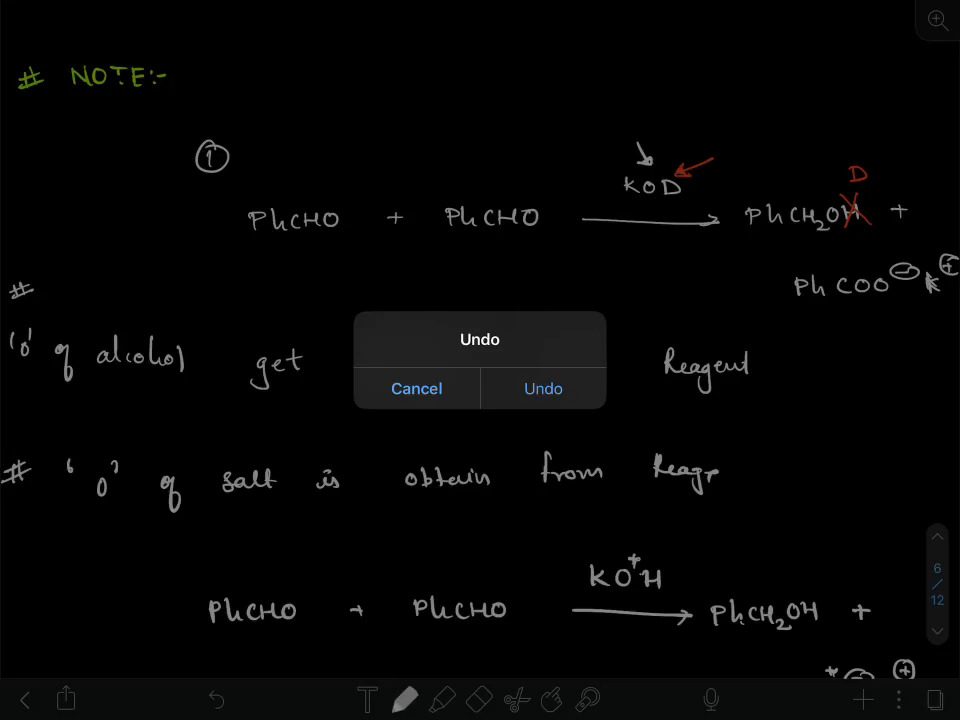 # NOTE:-
①
KOD
D
PhCHO + PhCHO → PhCH₂OH +
PhCOO⊖ K⊕
#
'o' of alcohol get Reagent
Undo
Cancel Undo
# 'o' of salt is obtain from Reage
KO⁺H
PhCHO + PhCHO → PhCH₂OH +
* ⊖ ⊕
6
/
12
T